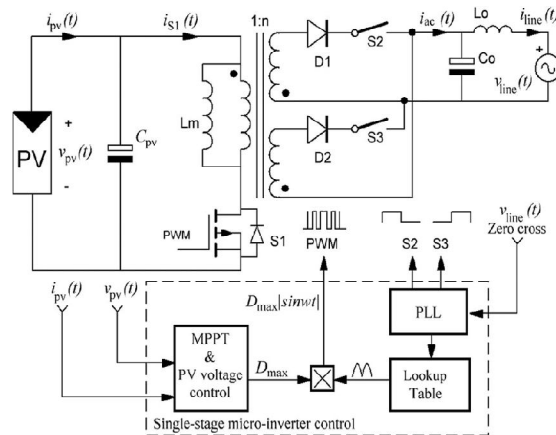 i_pv(t) i_S1(t) 1:n i_ac(t) Lo i_line(t)
D1 S2 Co
+ v_line(t)
Lm
PV + v_pv(t) - C_pv
D2 S3
PWM S1 PWM S2 S3 v_line(t)
Zero cross
i_pv(t) v_pv(t) D_max|sinwt| PLL
MPPT
&
PV voltage
control
D_max
Lookup
Table
Single-stage micro-inverter control